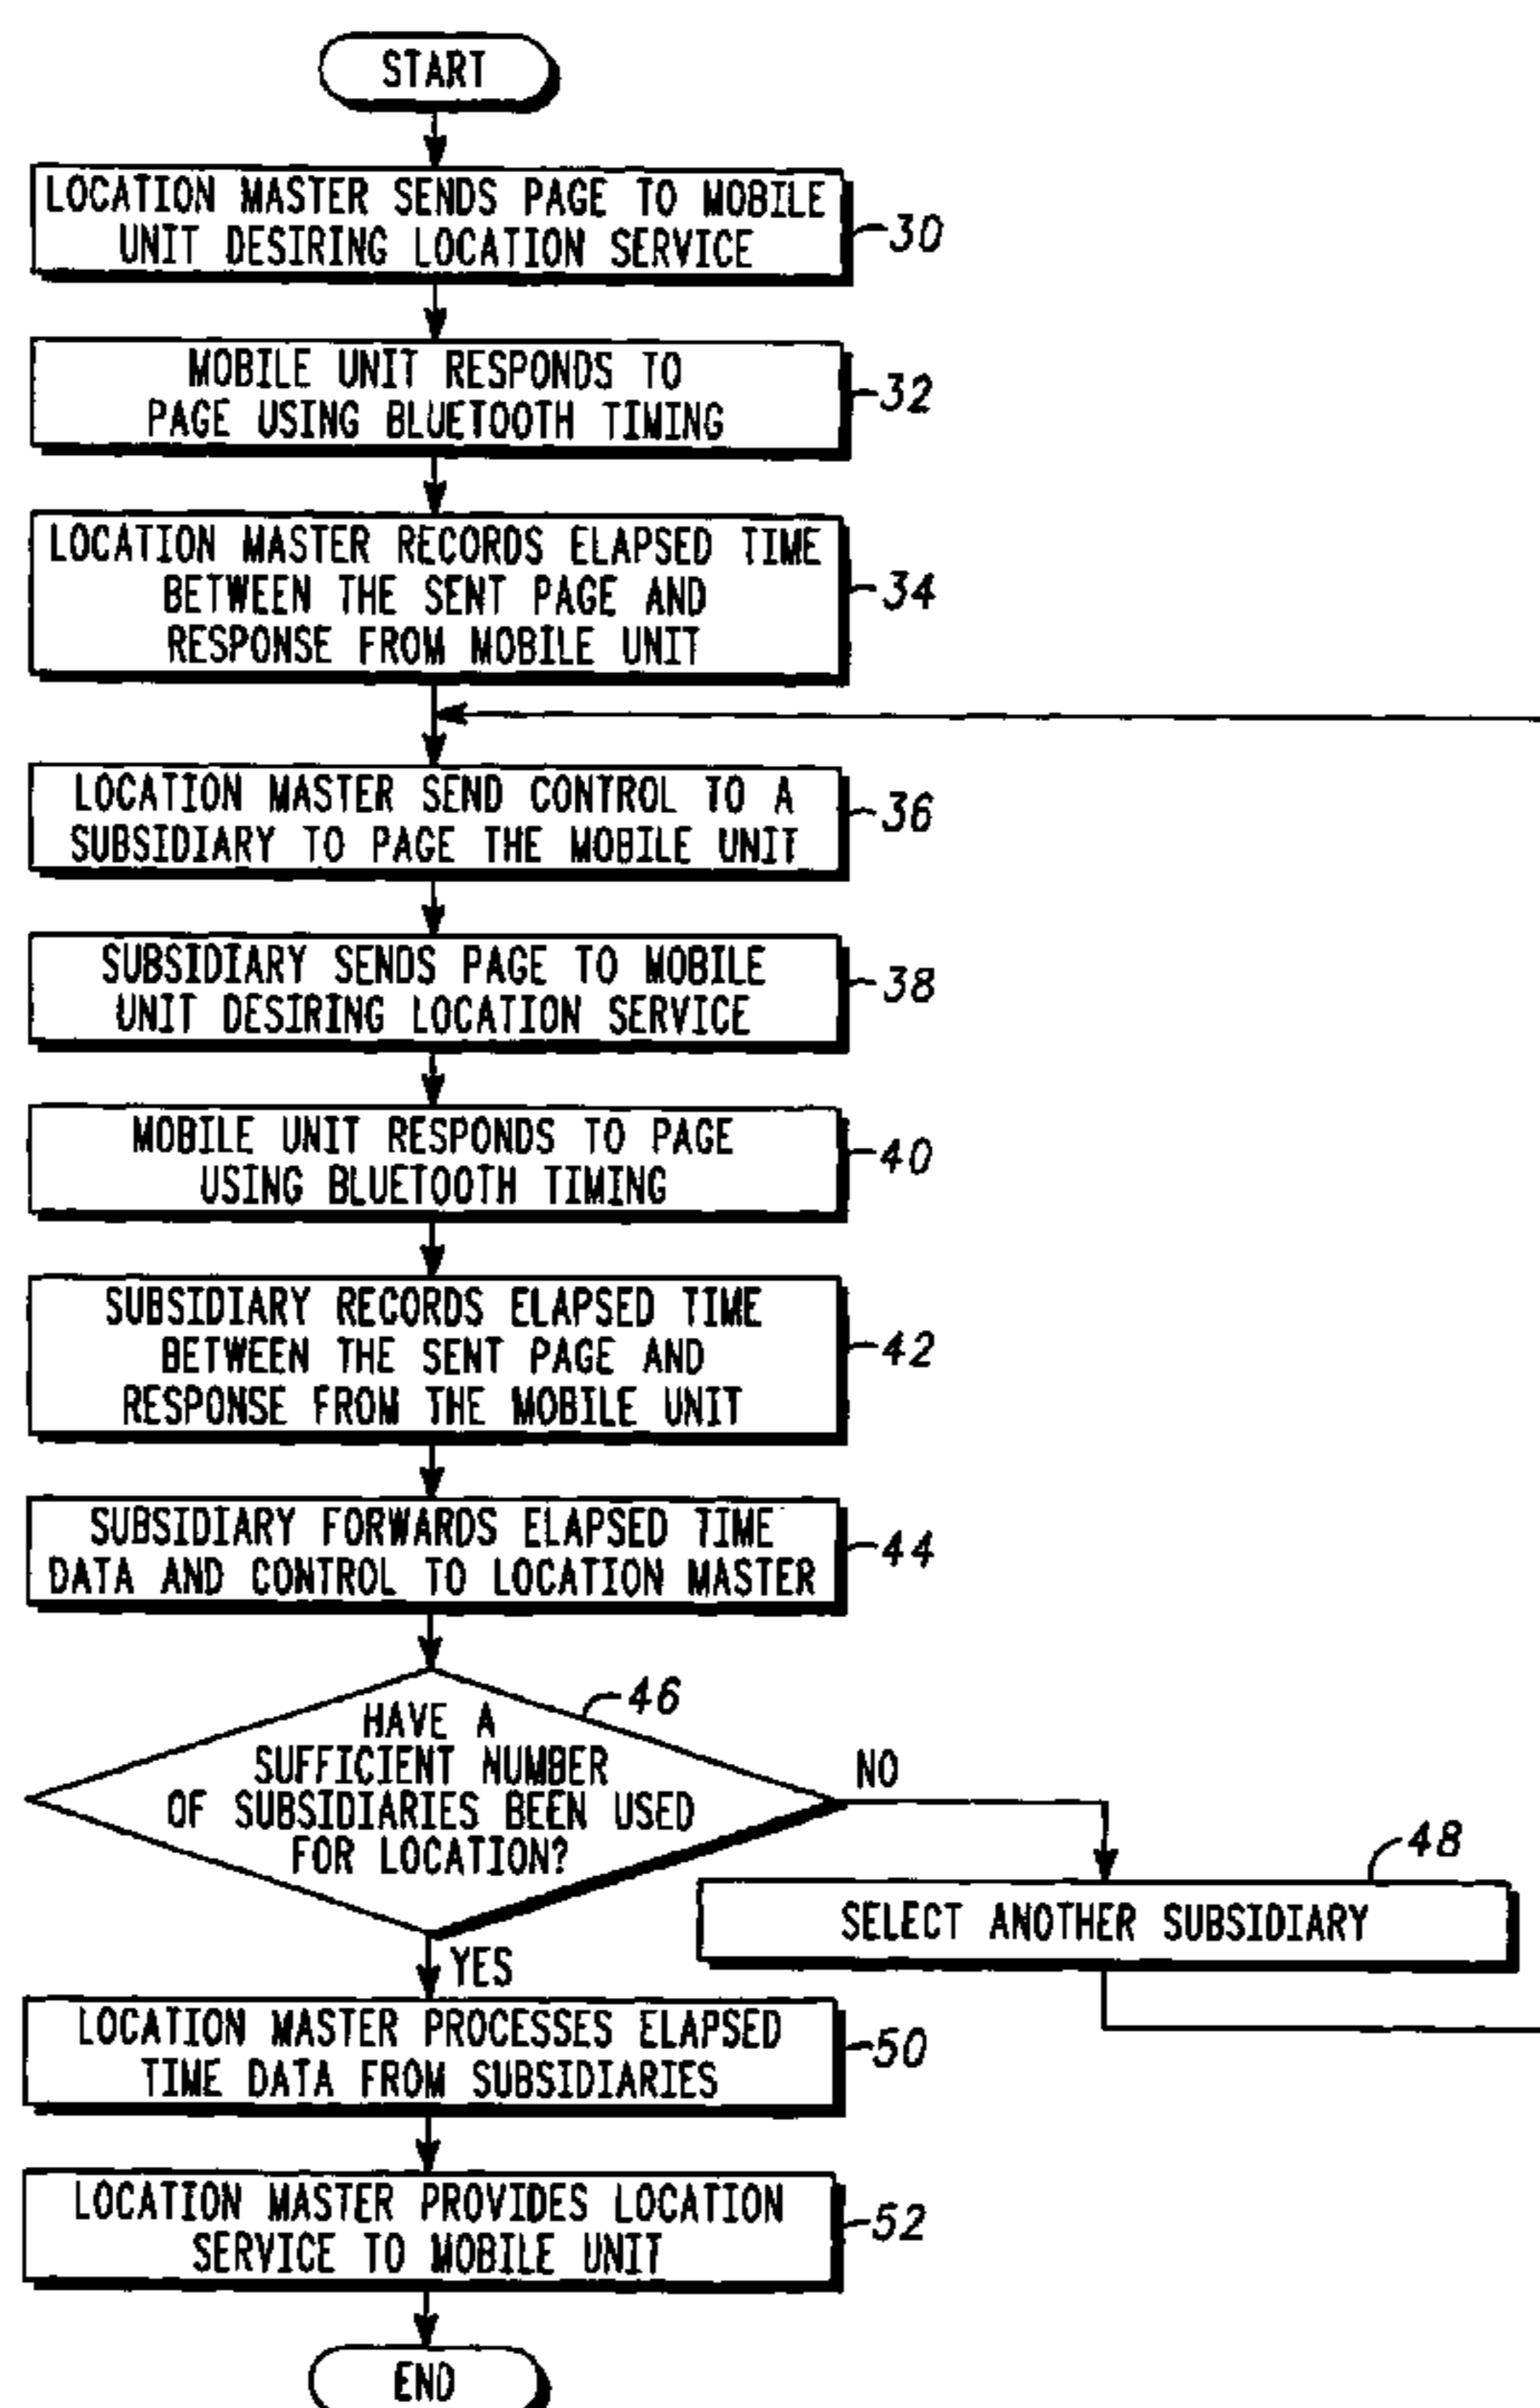 START
LOCATION MASTER SENDS PAGE TO MOBILE
UNIT DESIRING LOCATION SERVICE
30
MOBILE UNIT RESPONDS TO
PAGE USING BLUETOOTH TIMING
32
LOCATION MASTER RECORDS ELAPSED TIME
BETWEEN THE SENT PAGE AND
RESPONSE FROM MOBILE UNIT
34
LOCATION MASTER SEND CONTROL TO A
SUBSIDIARY TO PAGE THE MOBILE UNIT
36
SUBSIDIARY SENDS PAGE TO MOBILE
UNIT DESIRING LOCATION SERVICE
38
MOBILE UNIT RESPONDS TO PAGE
USING BLUETOOTH TIMING
40
SUBSIDIARY RECORDS ELAPSED TIME
BETWEEN THE SENT PAGE AND
RESPONSE FROM THE MOBILE UNIT
42
SUBSIDIARY FORWARDS ELAPSED TIME
DATA AND CONTROL TO LOCATION MASTER
44
HAVE A
SUFFICIENT NUMBER
OF SUBSIDIARIES BEEN USED
FOR LOCATION?
46
NO
48
SELECT ANOTHER SUBSIDIARY
YES
LOCATION MASTER PROCESSES ELAPSED
TIME DATA FROM SUBSIDIARIES
50
LOCATION MASTER PROVIDES LOCATION
SERVICE TO MOBILE UNIT
52
END